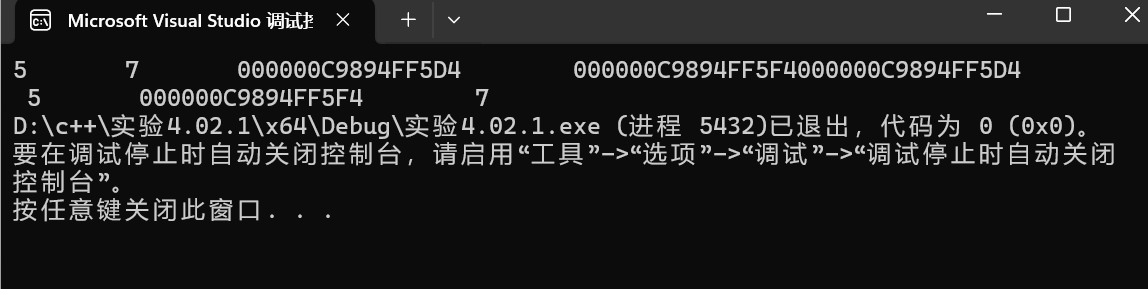 Microsoft Visual Studio 调试控
5 7 000000C9894FF5D4 000000C9894FF5F4000000C9894FF5D4
5 000000C9894FF5F4 7
D:\c++\实验4.02.1\x64\Debug\实验4.02.1.exe (进程 5432)已退出，代码为 0 (0x0)。
要在调试停止时自动关闭控制台，请启用“工具”->“选项”->“调试”->“调试停止时自动关闭
控制台”。
按任意键关闭此窗口. . .